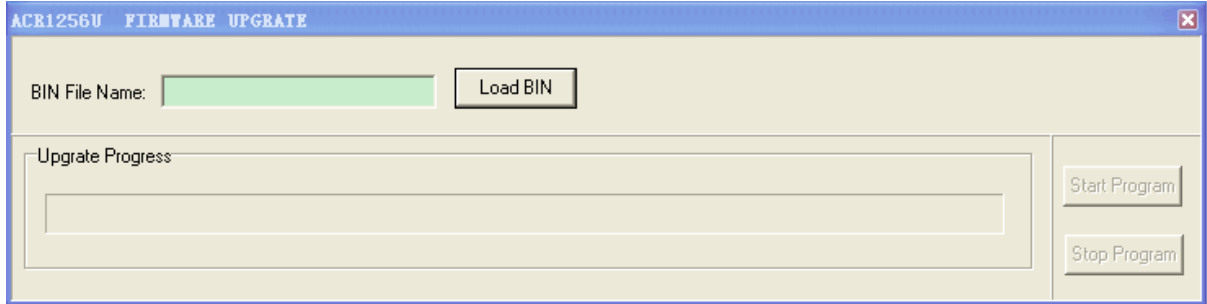 ACR1256U FIRMWARE UPGRATE
BIN File Name:
Load BIN
Upgrate Progress
Start Program
Stop Program